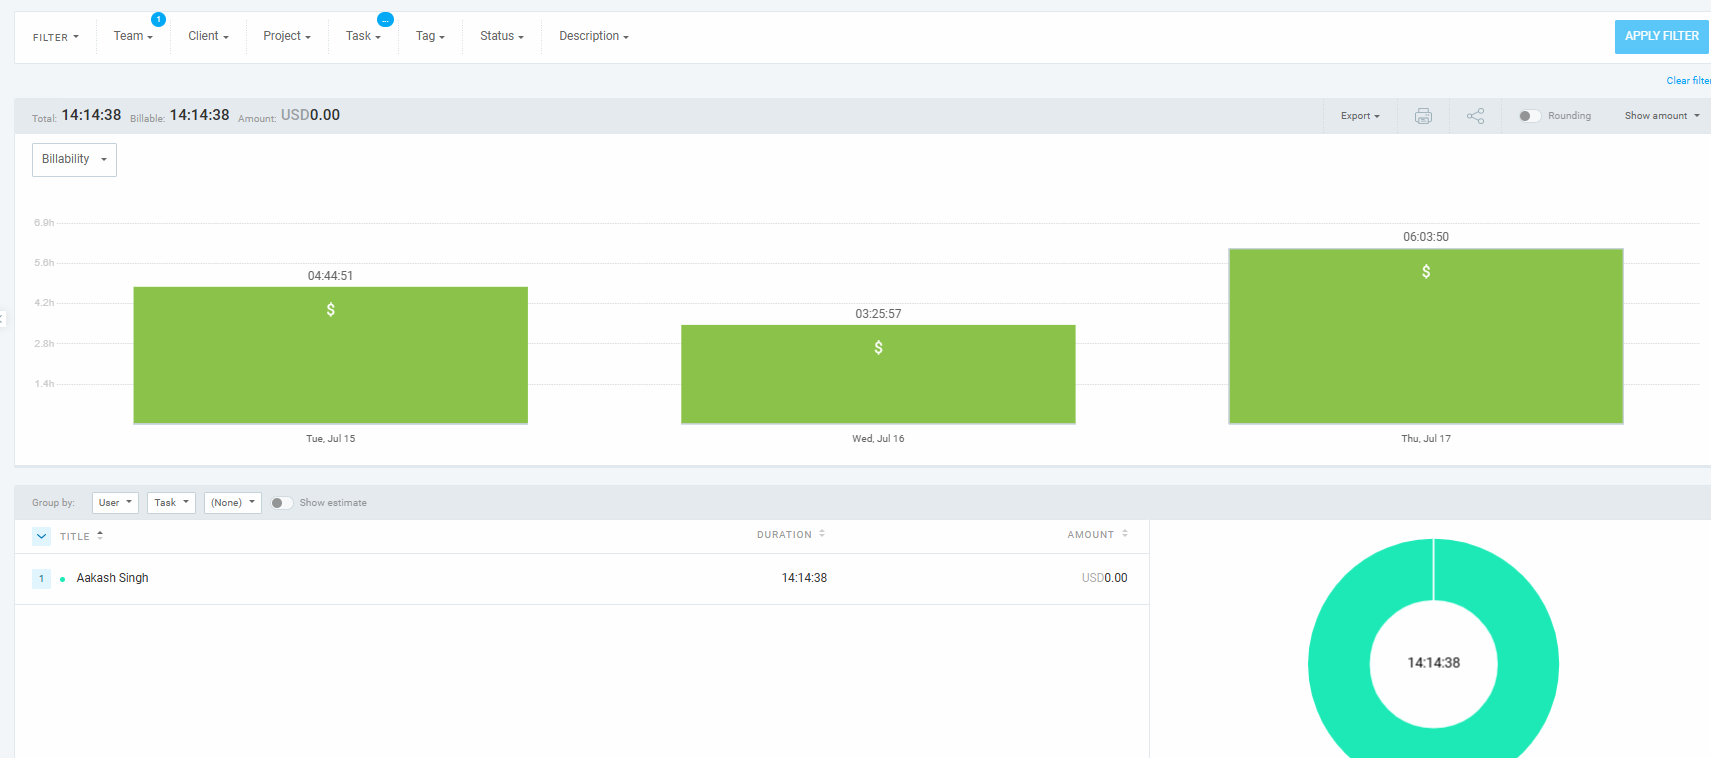 1 ...
FILTER Team Client Project Task Tag Status Description APPLY FILTER
Clear filte
Total: 14:14:38 Billable: 14:14:38 Amount: USD0.00 Export Rounding Show amount
Billability
6.9h
06:03:50
5.6h
04:44:51 $
4.2h
$ 03:25:57
2.8h
$
1.4h
Tue, Jul 15 Wed, Jul 16 Thu, Jul 17
Group by: User Task (None) Show estimate
TITLE DURATION AMOUNT
1 Aakash Singh 14:14:38 USD0.00
14:14:38